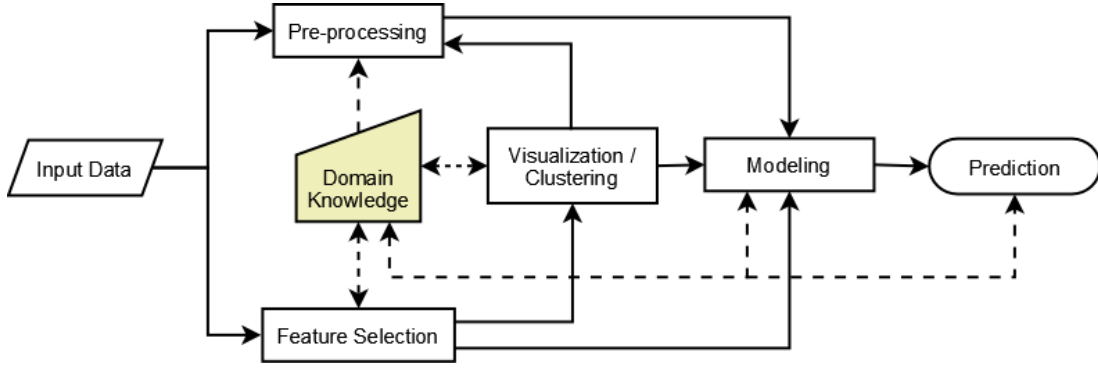 Pre-processing
Input Data
Domain
Knowledge
Visualization /
Clustering
Modeling
Prediction
Feature Selection